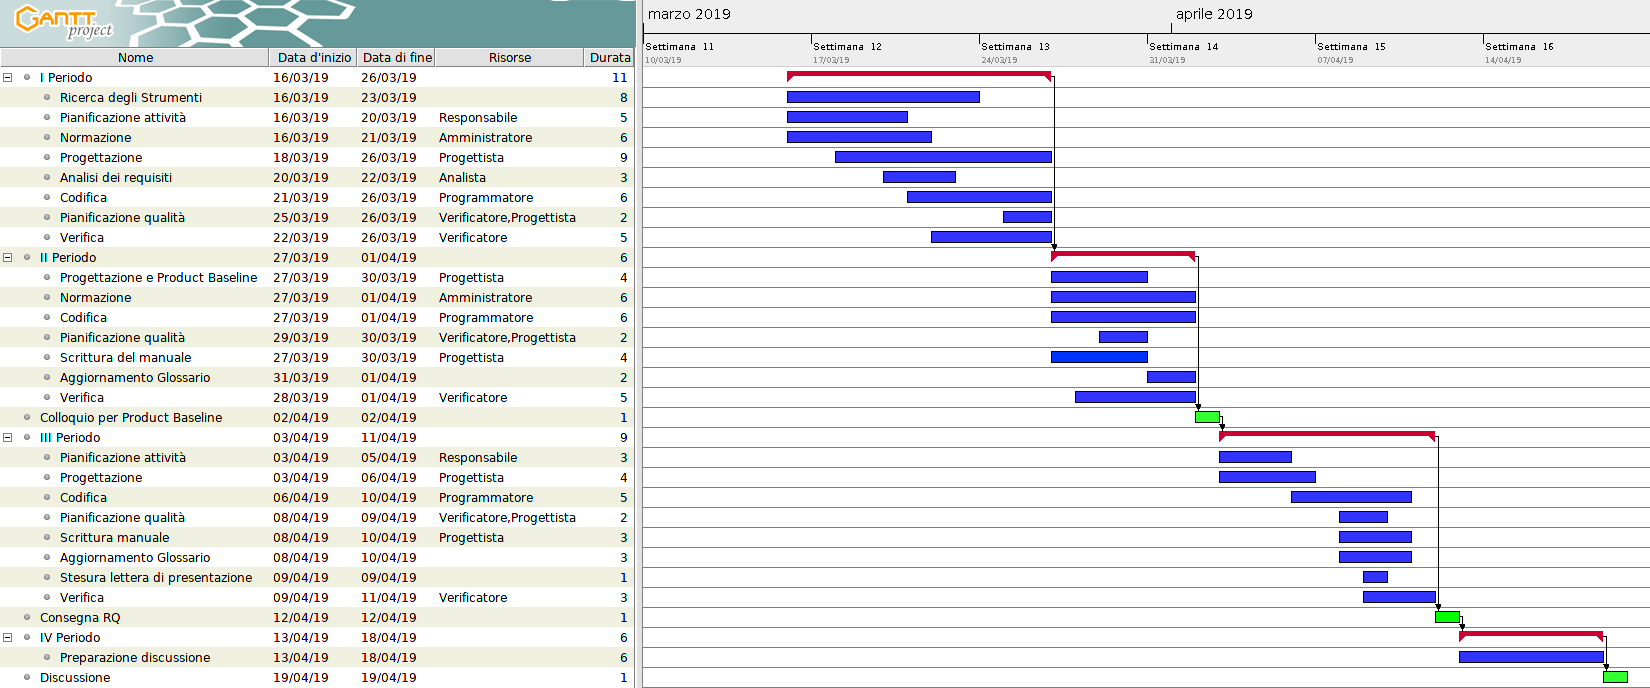 GANTT
project
marzo 2019 aprile 2019
Settimana 11 Settimana 12 Settimana 13 Settimana 14 Settimana 15 Settimana 16
10/03/19 17/03/19 24/03/19 31/03/19 07/04/19 14/04/19
Nome Data d'inizio Data di fine Risorse Durata
I Periodo 16/03/19 26/03/19 11
Ricerca degli Strumenti 16/03/19 23/03/19 8
Pianificazione attività 16/03/19 20/03/19 Responsabile 5
Normazione 16/03/19 21/03/19 Amministratore 6
Progettazione 18/03/19 26/03/19 Progettista 9
Analisi dei requisiti 20/03/19 22/03/19 Analista 3
Codifica 21/03/19 26/03/19 Programmatore 6
Pianificazione qualità 25/03/19 26/03/19 Verificatore,Progettista 2
Verifica 22/03/19 26/03/19 Verificatore 5
II Periodo 27/03/19 01/04/19 6
Progettazione e Product Baseline 27/03/19 30/03/19 Progettista 4
Normazione 27/03/19 01/04/19 Amministratore 6
Codifica 27/03/19 01/04/19 Programmatore 6
Pianificazione qualità 29/03/19 30/03/19 Verificatore,Progettista 2
Scrittura del manuale 27/03/19 30/03/19 Progettista 4
Aggiornamento Glossario 31/03/19 01/04/19 2
Verifica 28/03/19 01/04/19 Verificatore 5
Colloquio per Product Baseline 02/04/19 02/04/19 1
III Periodo 03/04/19 11/04/19 9
Pianificazione attività 03/04/19 05/04/19 Responsabile 3
Progettazione 03/04/19 06/04/19 Progettista 4
Codifica 06/04/19 10/04/19 Programmatore 5
Pianificazione qualità 08/04/19 09/04/19 Verificatore,Progettista 2
Scrittura manuale 08/04/19 10/04/19 Progettista 3
Aggiornamento Glossario 08/04/19 10/04/19 3
Stesura lettera di presentazione 09/04/19 09/04/19 1
Verifica 09/04/19 11/04/19 Verificatore 3
Consegna RQ 12/04/19 12/04/19 1
IV Periodo 13/04/19 18/04/19 6
Preparazione discussione 13/04/19 18/04/19 6
Discussione 19/04/19 19/04/19 1